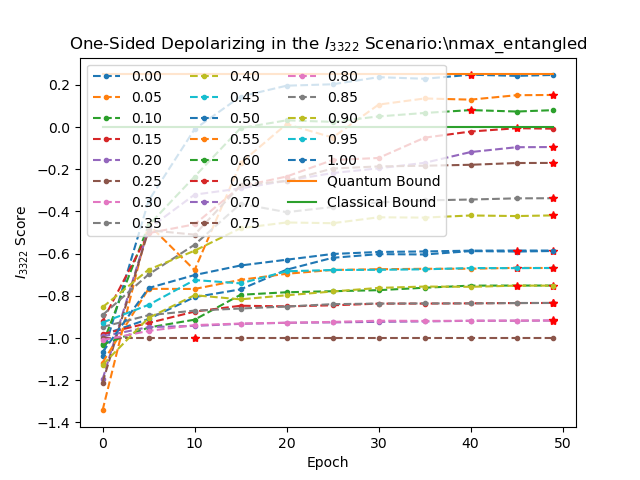 One-Sided Depolarizing in the I3322 Scenario:\nmax_entangled
0.00 0.40 0.80
0.05 0.45 0.85
0.10 0.50 0.90
0.15 0.55 0.95
0.20 0.60 1.00
0.25 0.65 Quantum Bound
0.30 0.70 Classical Bound
0.35 0.75
0.2
0.0
−0.2
−0.4
−0.6
−0.8
−1.0
−1.2
−1.4
I3322 Score
0 10 20 30 40 50
Epoch